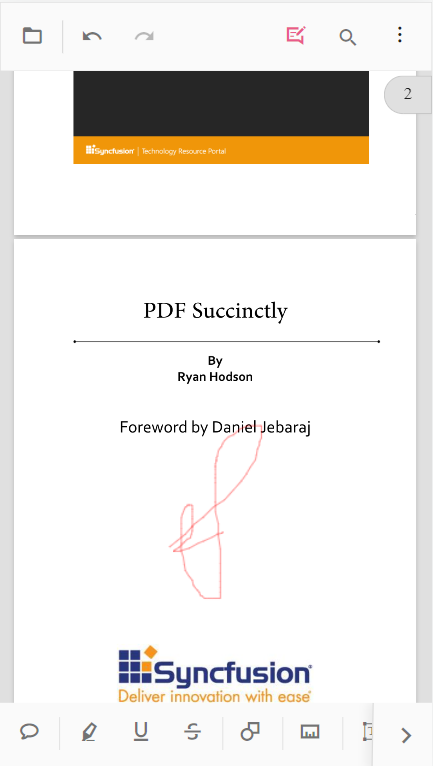 2
Syncfusion | Technology Resource Portal
PDF Succinctly
By
Ryan Hodson
Foreword by Daniel Jebaraj
Syncfusion
Deliver innovation with ease